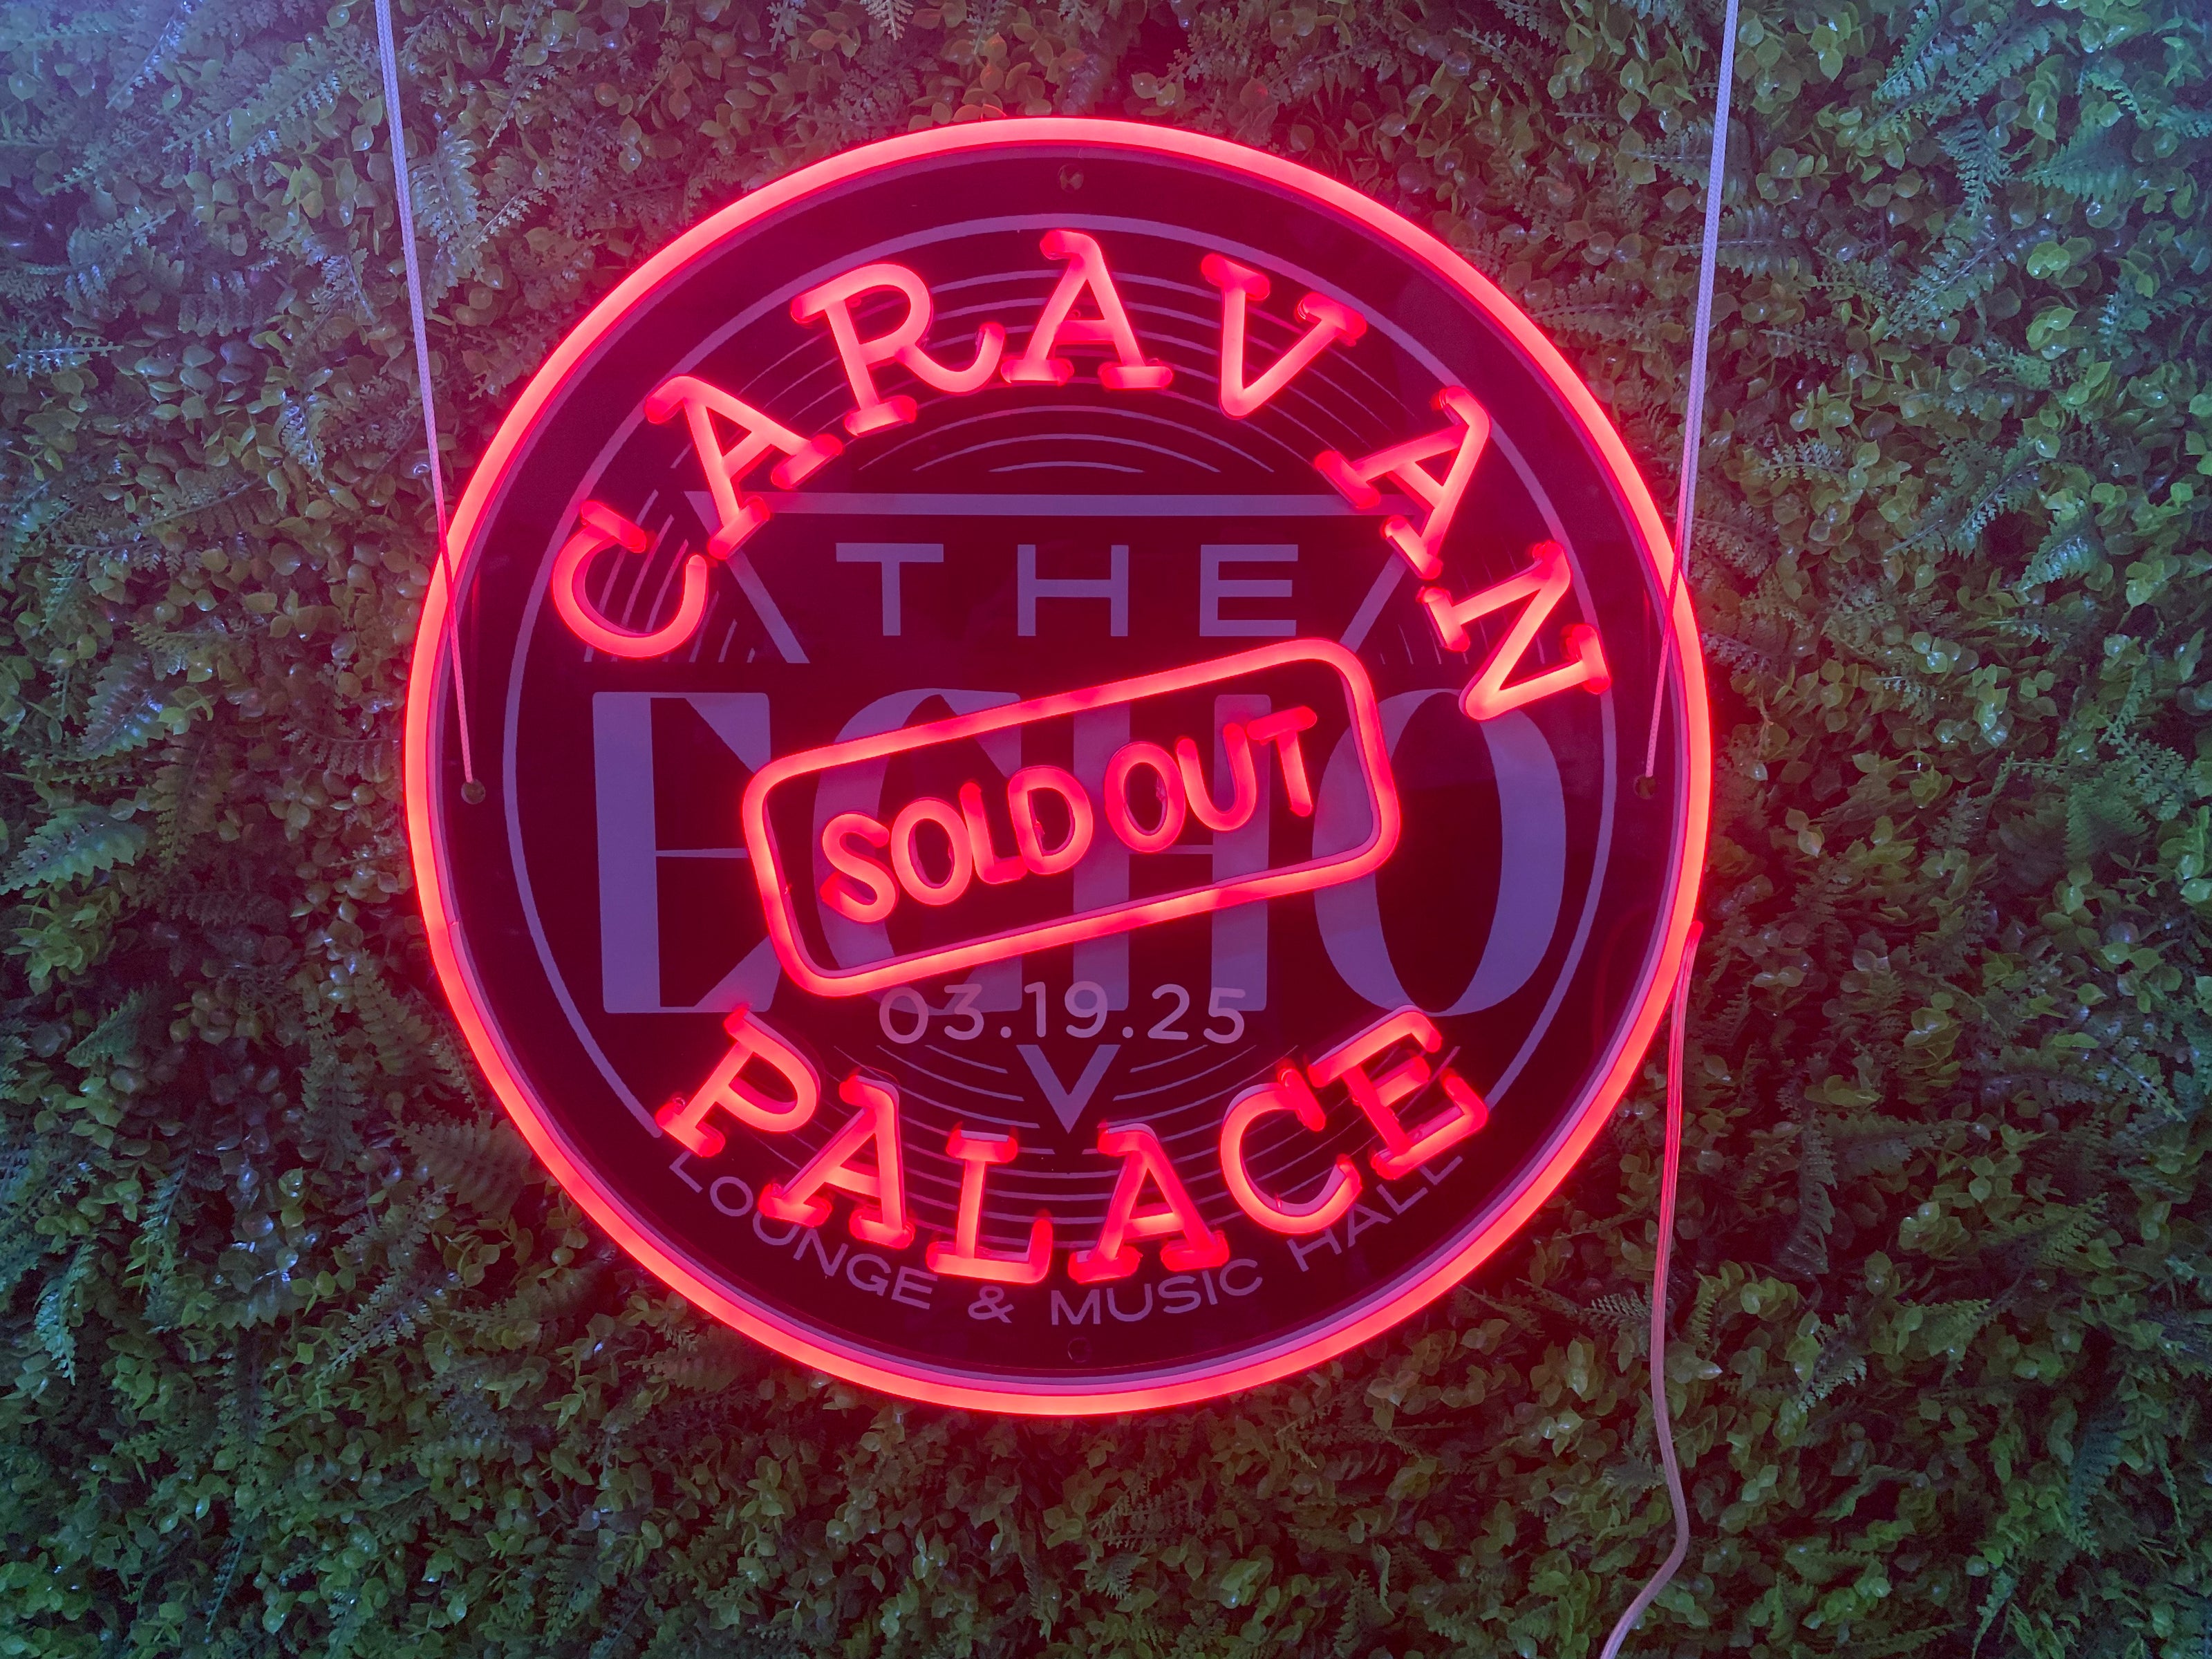 CARAVAN
THE
ECHO
SOLD OUT
03.19.25
PALACE
LOUNGE & MUSIC HALL